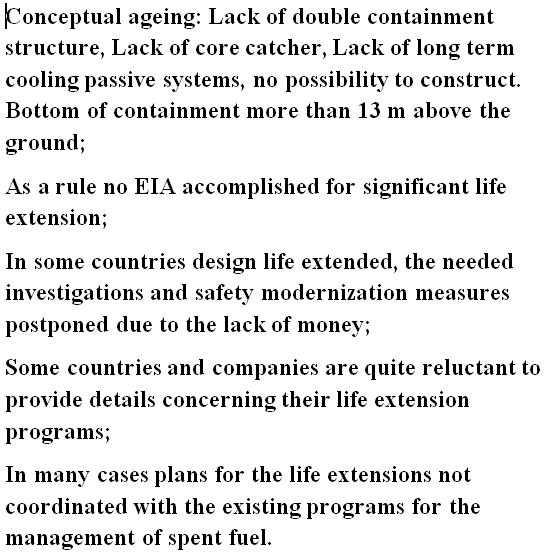 Conceptual ageing: Lack of double containment
structure, Lack of core catcher, Lack of long term
cooling passive systems, no possibility to construct.
Bottom of containment more than 13 m above the
ground;
As a rule no EIA accomplished for significant life
extension;
In some countries design life extended, the needed
investigations and safety modernization measures
postponed due to the lack of money;
Some countries and companies are quite reluctant to
provide details concerning their life extension
programs;
In many cases plans for the life extensions not
coordinated with the existing programs for the
management of spent fuel.